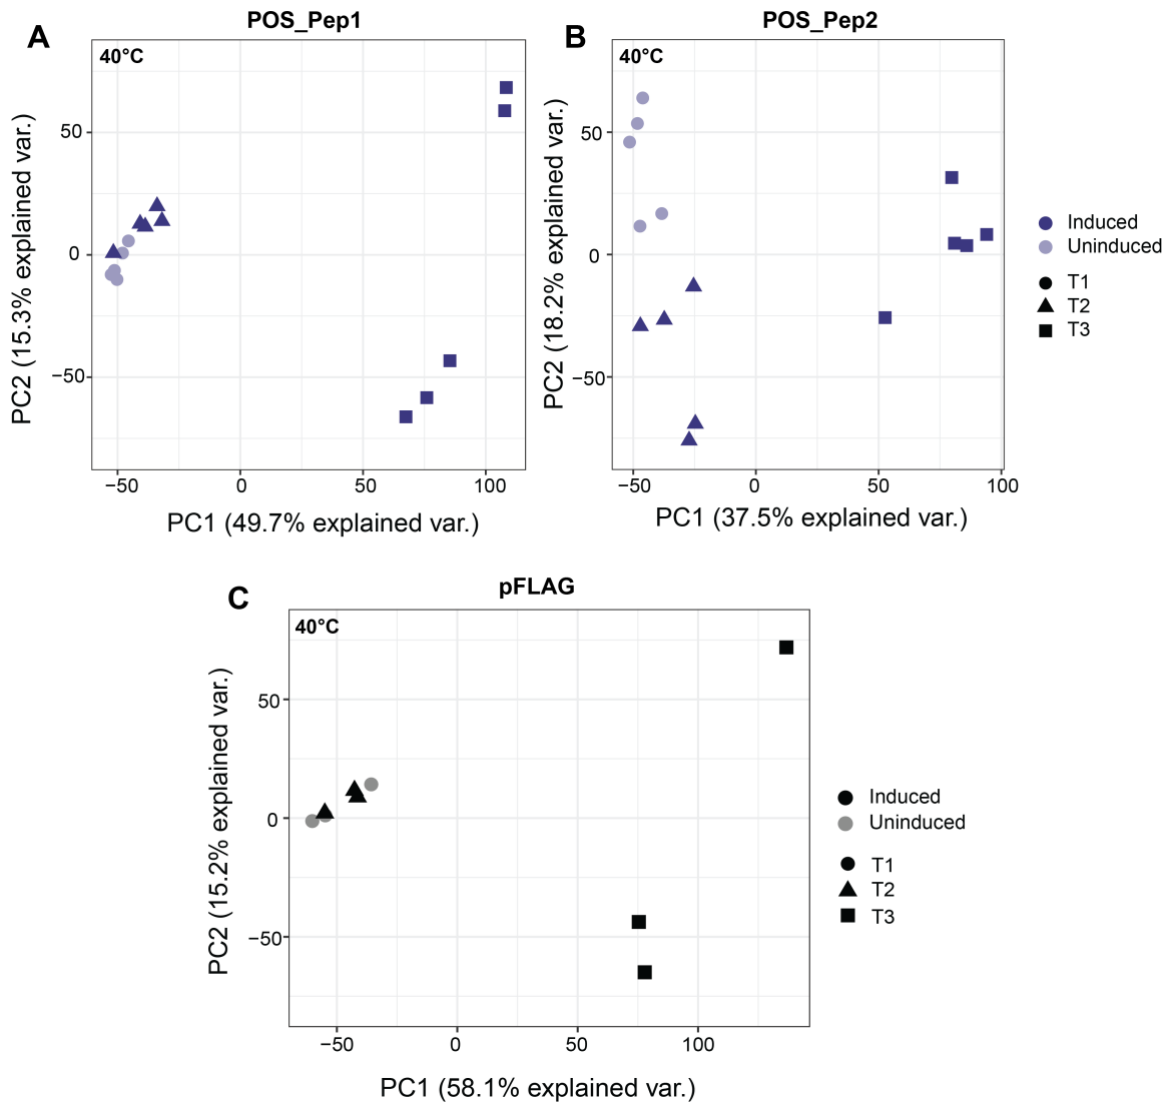 A
POS_Pep1
40°C
PC2 (15.3% explained var.)
50
0
−50
−50
0
50
100
PC1 (49.7% explained var.)
B
POS_Pep2
40°C
PC2 (18.2% explained var.)
50
0
−50
−50
0
50
100
PC1 (37.5% explained var.)
Induced
Uninduced
T1
T2
T3
C
pFLAG
40°C
PC2 (15.2% explained var.)
50
0
−50
−50
0
50
100
PC1 (58.1% explained var.)
Induced
Uninduced
T1
T2
T3